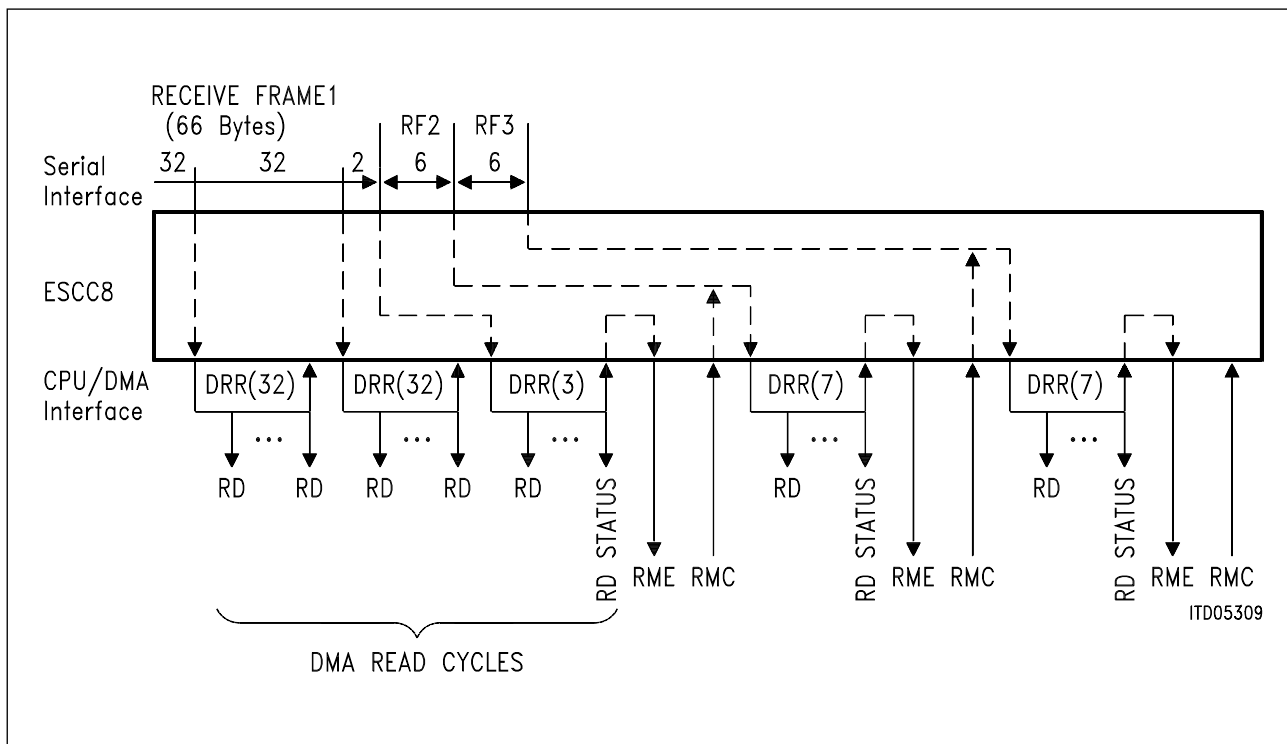 RECEIVE FRAME1
(66 Bytes)
RF2
RF3
Serial
Interface
32
32
2
6
6
ESCC8
CPU/DMA
Interface
DRR(32)
DRR(32)
DRR(3)
DRR(7)
DRR(7)
...
...
...
...
...
RD
RD
RD
RD
RD
RD STATUS
RME
RMC
RD
RD STATUS
RME
RMC
RD
RD STATUS
RME
RMC
ITD05309
DMA READ CYCLES